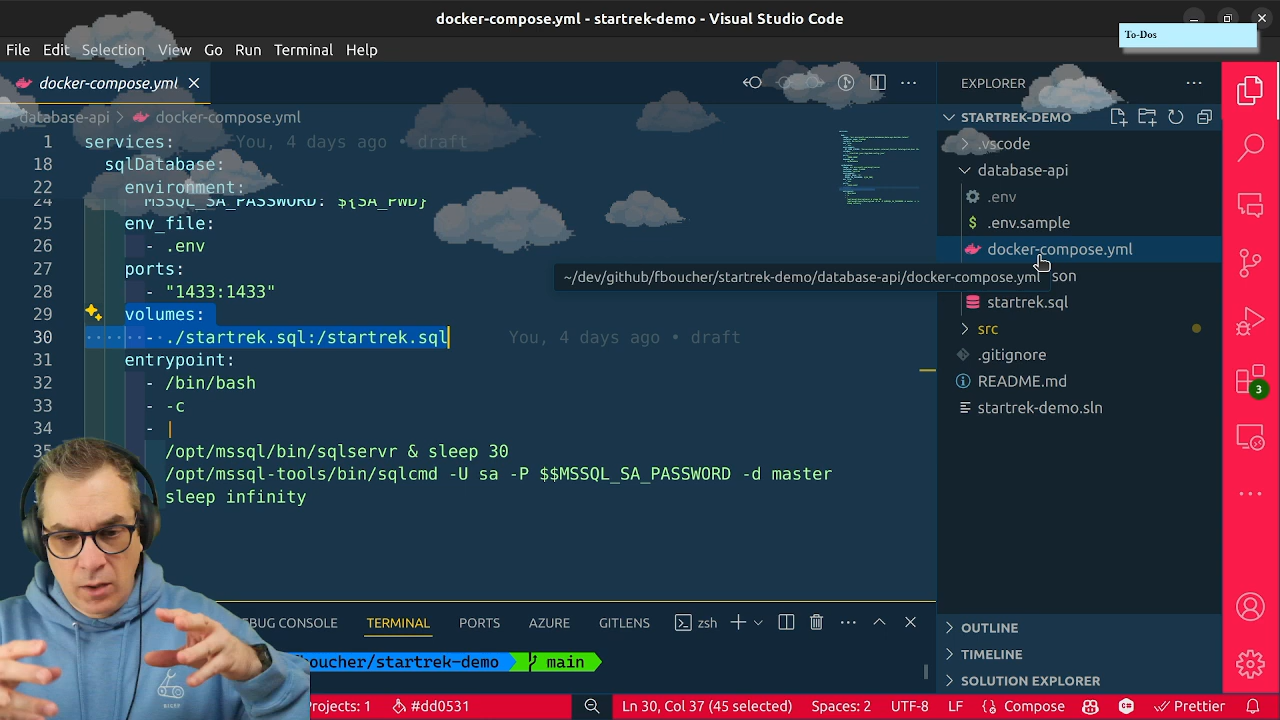 docker-compose.yml - startrek-demo - Visual Studio Code
To-Dos
File Edit Selection View Go Run Terminal Help
docker-compose.yml
EXPLORER
database-api > docker-compose.yml
STARTREK-DEMO
1 services: You, 4 days ago • draft
.vscode
18 sqlDatabase:
database-api
22 environment:
.env
24 MSSQL_SA_PASSWORD: ${SA_PWD}
25 env_file:
.env.sample
26 - .env
docker-compose.yml
27 ports:
~/dev/github/fboucher/startrek-demo/database-api/docker-compose.yml
son
28 - "1433:1433"
startrek.sql
29 volumes:
src
30 - ./startrek.sql:/startrek.sql You, 4 days ago • draft
.gitignore
31 entrypoint:
README.md
32 - /bin/bash
startrek-demo.sln
33 - -c
34 - |
35 /opt/mssql/bin/sqlservr & sleep 30
/opt/mssql-tools/bin/sqlcmd -U sa -P $$MSSQL_SA_PASSWORD -d master
sleep infinity
3
BUG CONSOLE TERMINAL PORTS AZURE GITLENS zsh
OUTLINE
boucher/startrek-demo main
TIMELINE
SOLUTION EXPLORER
Projects: 1 #dd0531 Ln 30, Col 37 (45 selected) Spaces: 2 UTF-8 LF Compose Prettier